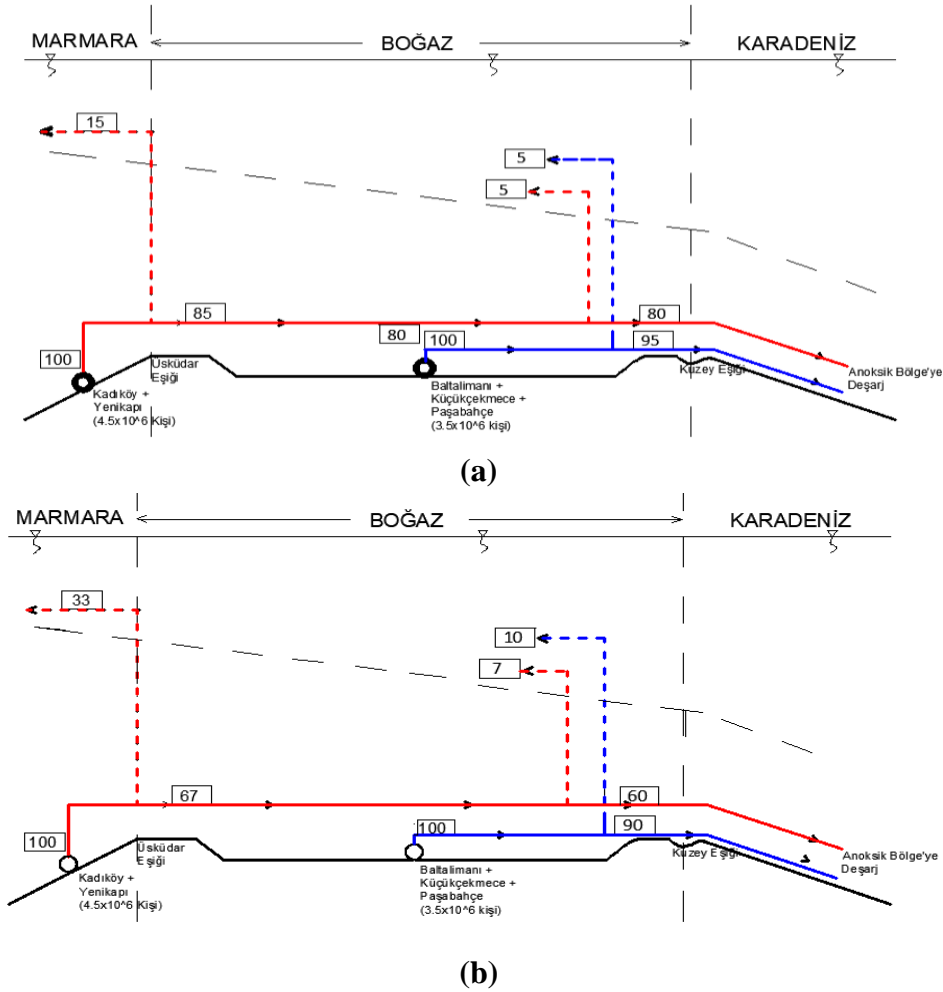 MARMARA
BOĞAZ
KARADENİZ
15
5
5
85
80
80
100
95
100
Üsküdar
Eşiği
Kuzey Eşiği
Anoksik Bölge'ye
Deşarj
Kadıköy +
Yenikapı
(4.5x10^6 Kişi)
Baltalimanı +
Küçükçekmece +
Paşabahçe
(3.5x10^6 kişi)
(a)
MARMARA
BOĞAZ
KARADENİZ
33
10
7
67
60
100
90
100
Üsküdar
Eşiği
Kuzey Eşiği
Anoksik Bölge'ye
Deşarj
Kadıköy +
Yenikapı
(4.5x10^6 Kişi)
Baltalimanı +
Küçükçekmece +
Paşabahçe
(3.5x10^6 kişi)
(b)